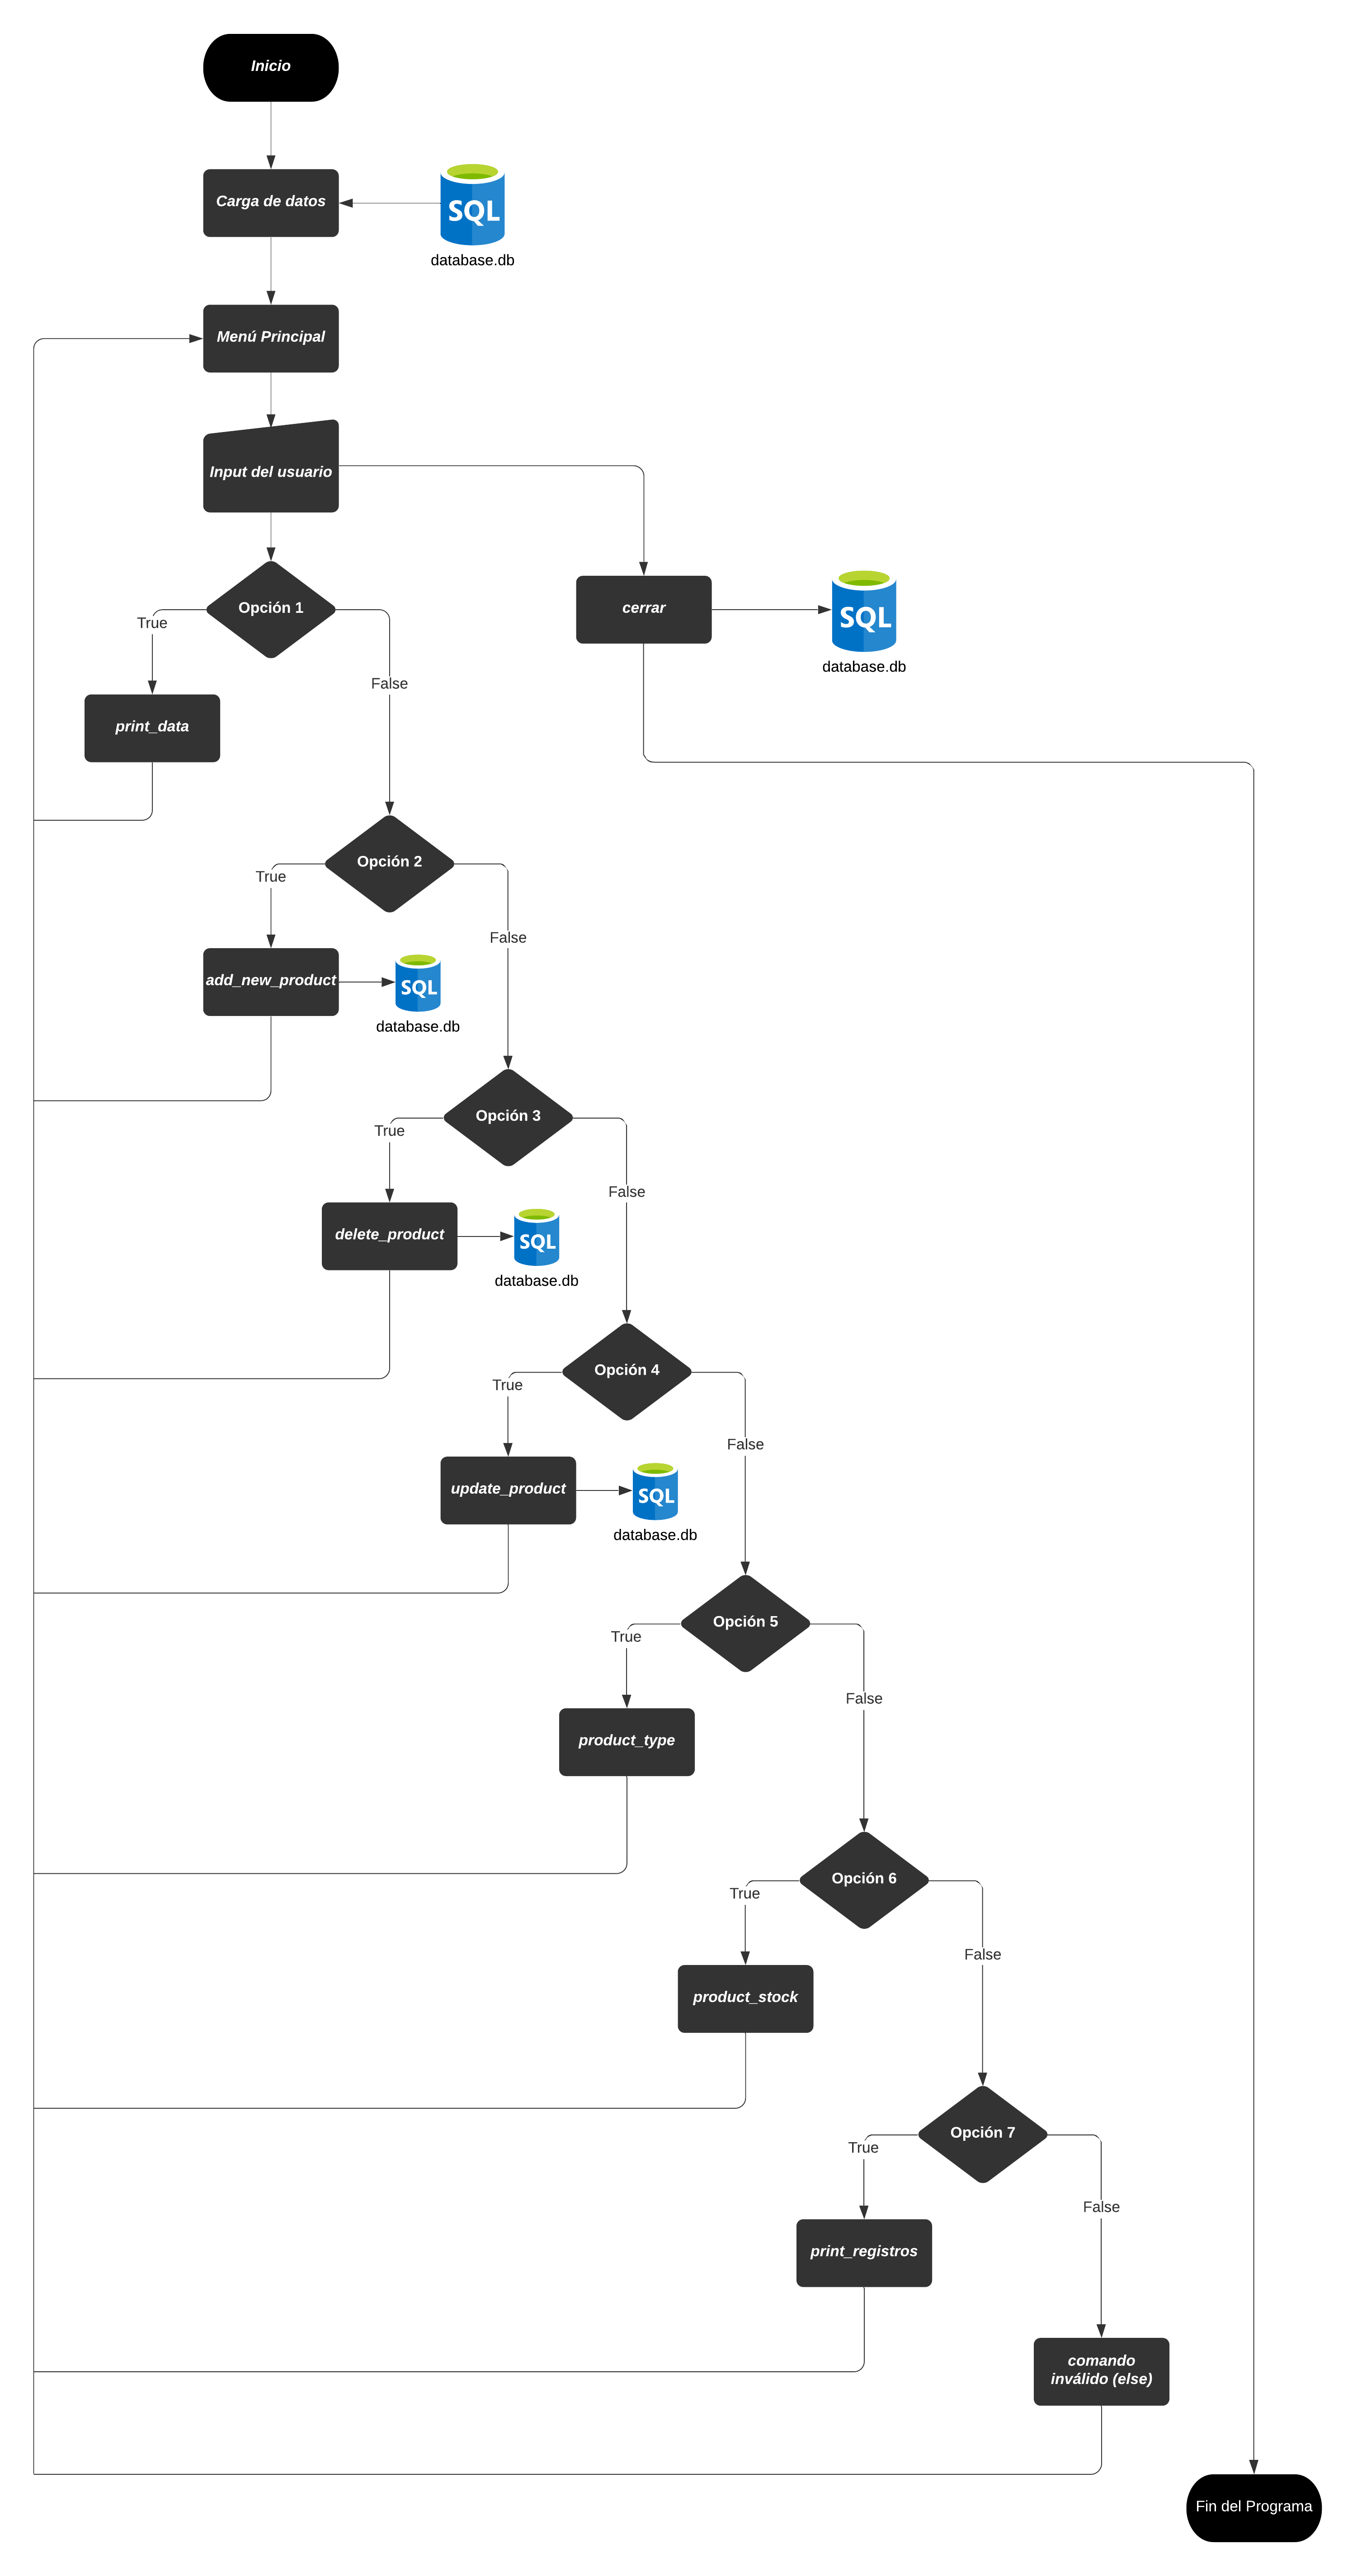 Inicio
Carga de datos
SQL
database.db
Menú Principal
Input del usuario
Opción 1
cerrar
SQL
database.db
True
False
print_data
Opción 2
True
False
add_new_product
SQL
database.db
Opción 3
True
False
delete_product
SQL
database.db
Opción 4
True
False
update_product
SQL
database.db
Opción 5
True
False
product_type
Opción 6
True
False
product_stock
Opción 7
True
False
print_registros
comando
inválido (else)
Fin del Programa